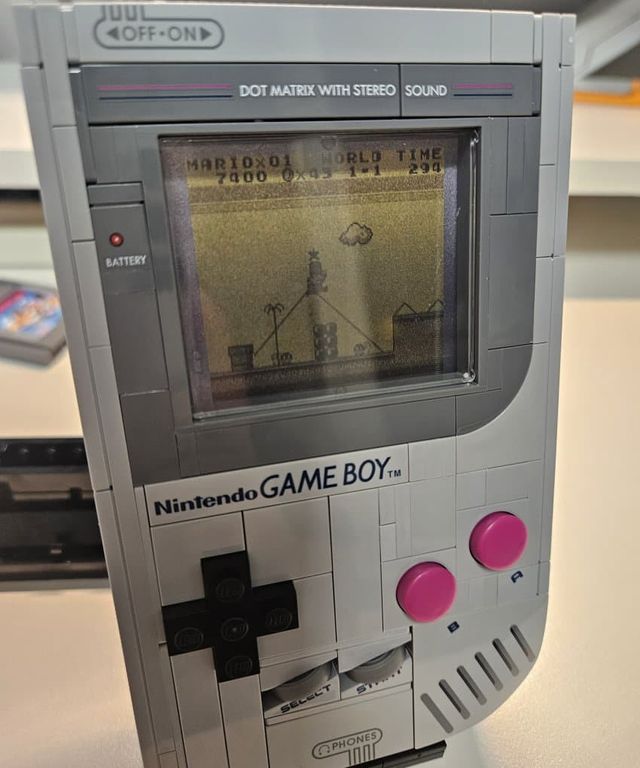 ◀OFF•ON▶
DOT MATRIX WITH STEREO SOUND
MARIO×01 WORLD TIME
7400 0×43 1-1 294
BATTERY
Nintendo GAME BOY™
A
B
SELECT START
PHONES